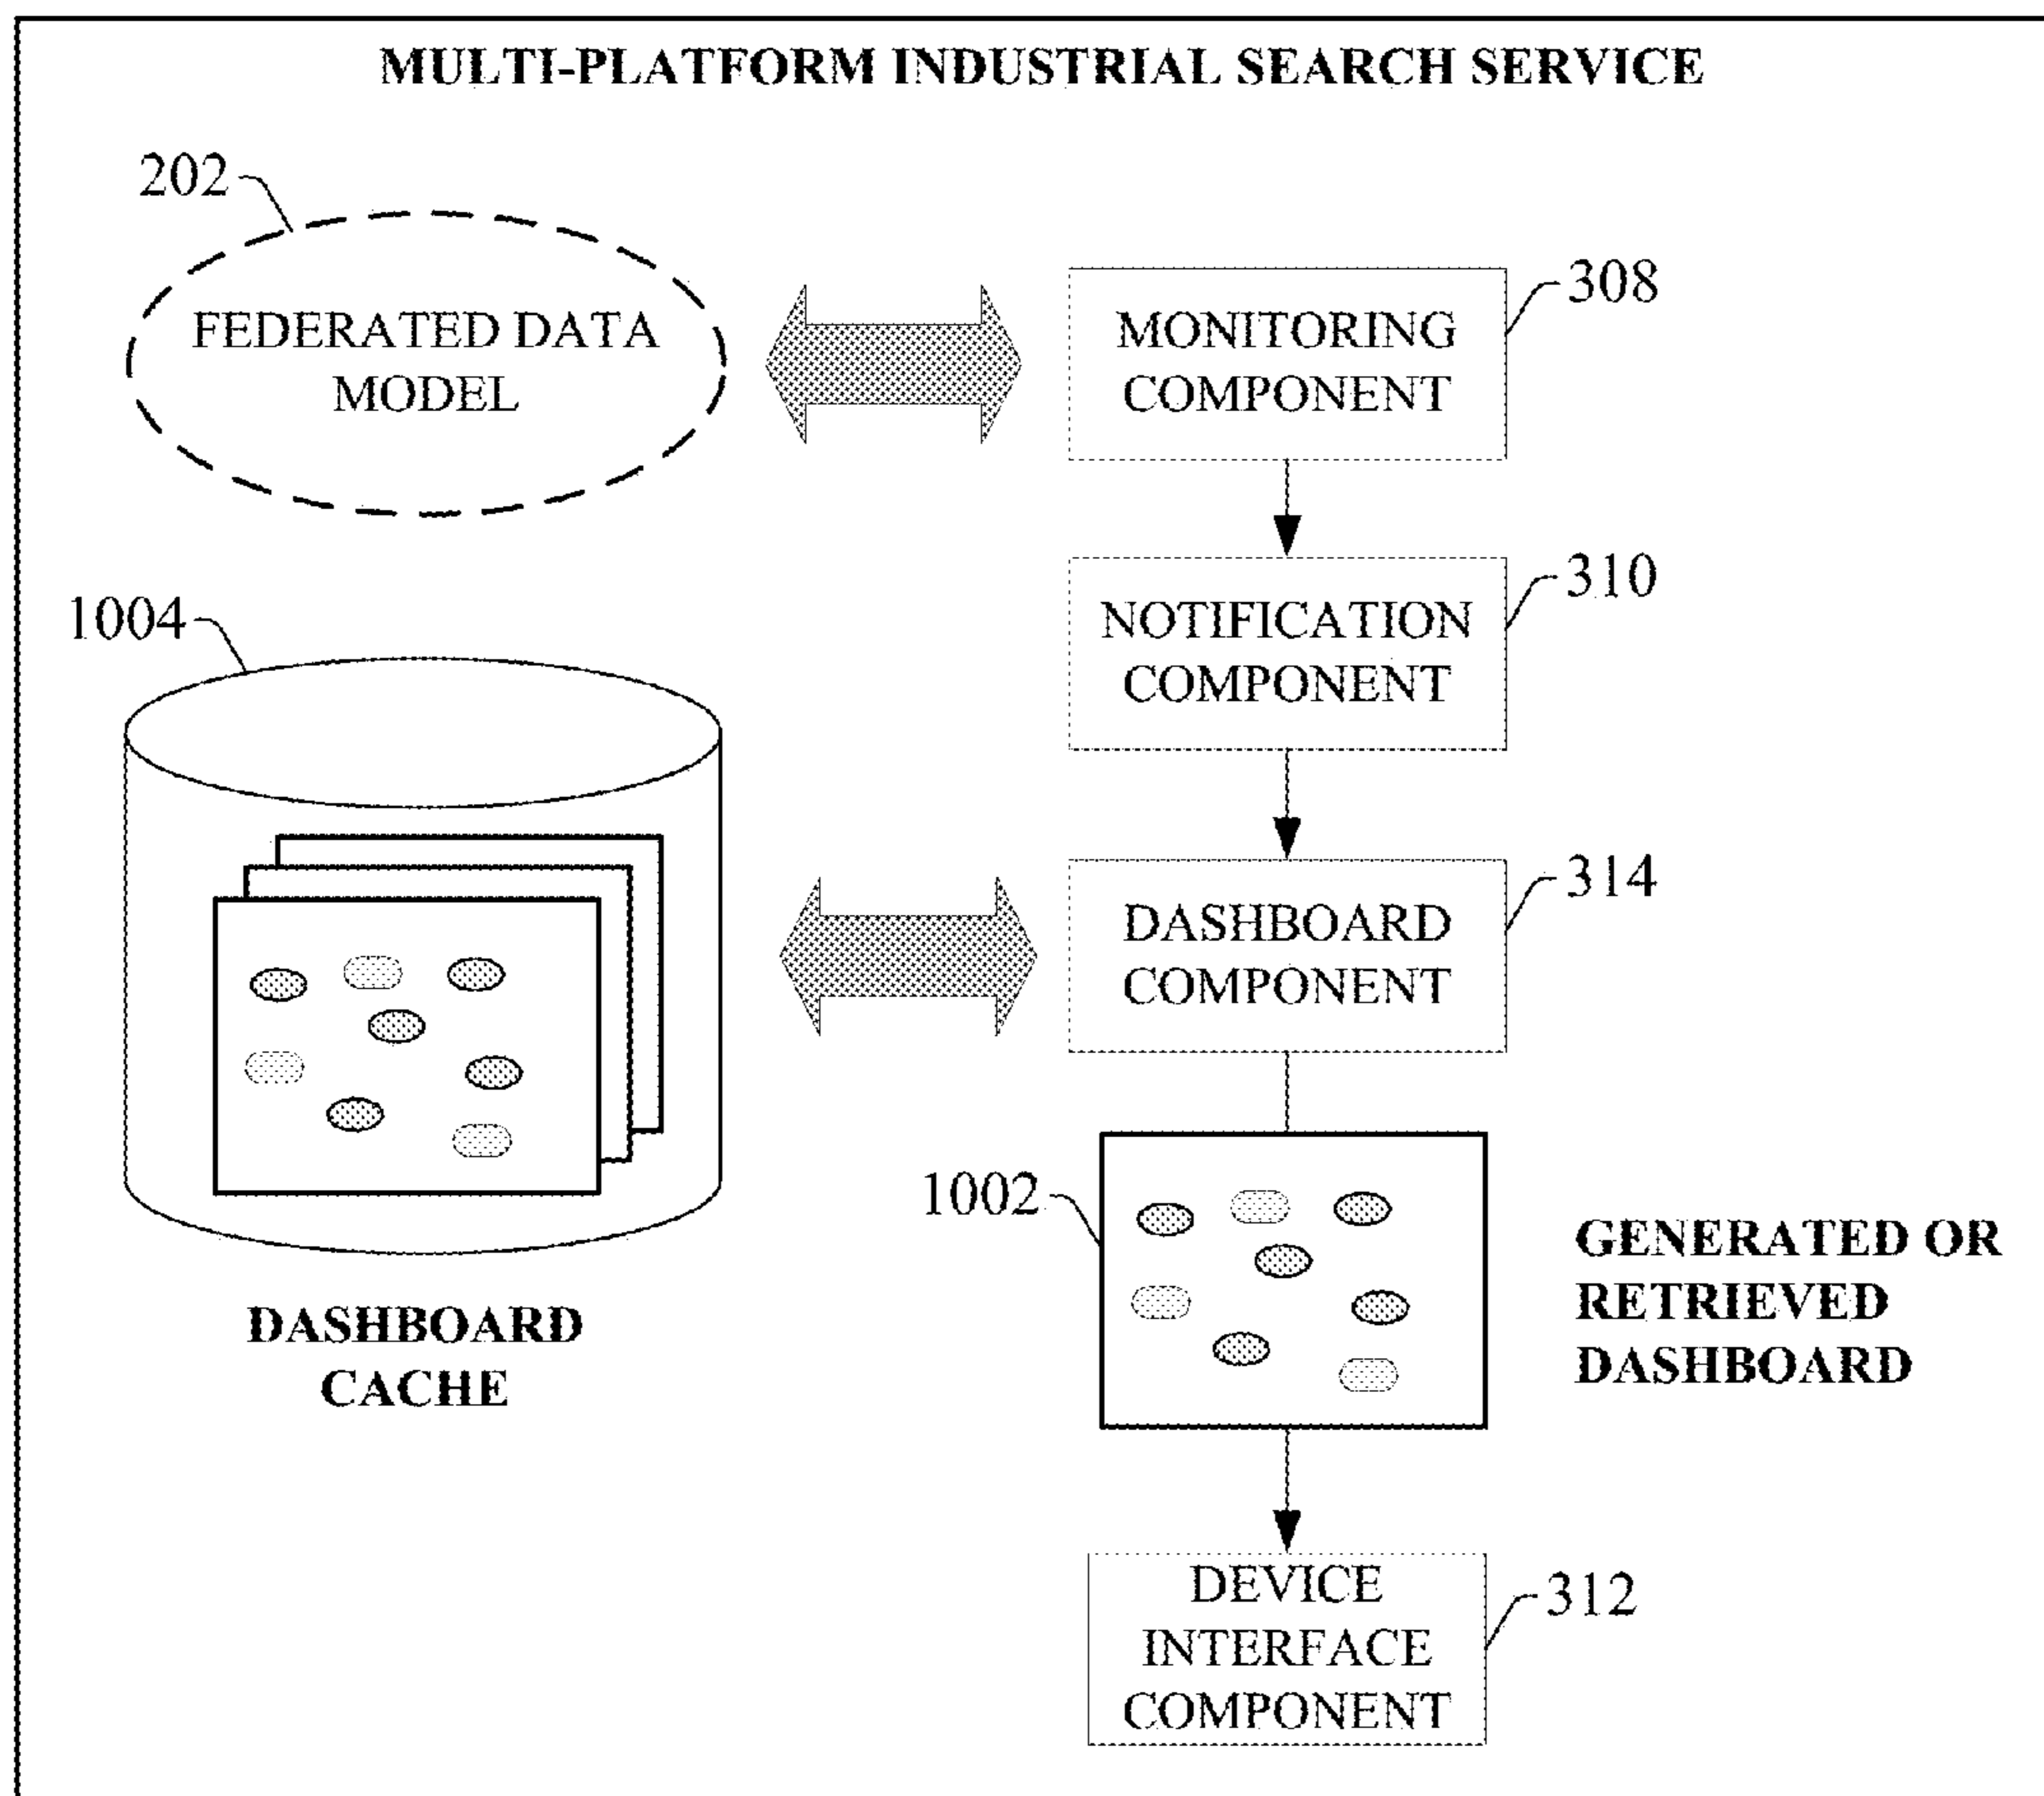 MULTI-PLATFORM INDUSTRIAL SEARCH SERVICE
202
FEDERATED DATA
MODEL
308
MONITORING
COMPONENT
310
NOTIFICATION
COMPONENT
1004
314
DASHBOARD
COMPONENT
DASHBOARD
CACHE
1002
GENERATED OR
RETRIEVED
DASHBOARD
312
DEVICE
INTERFACE
COMPONENT